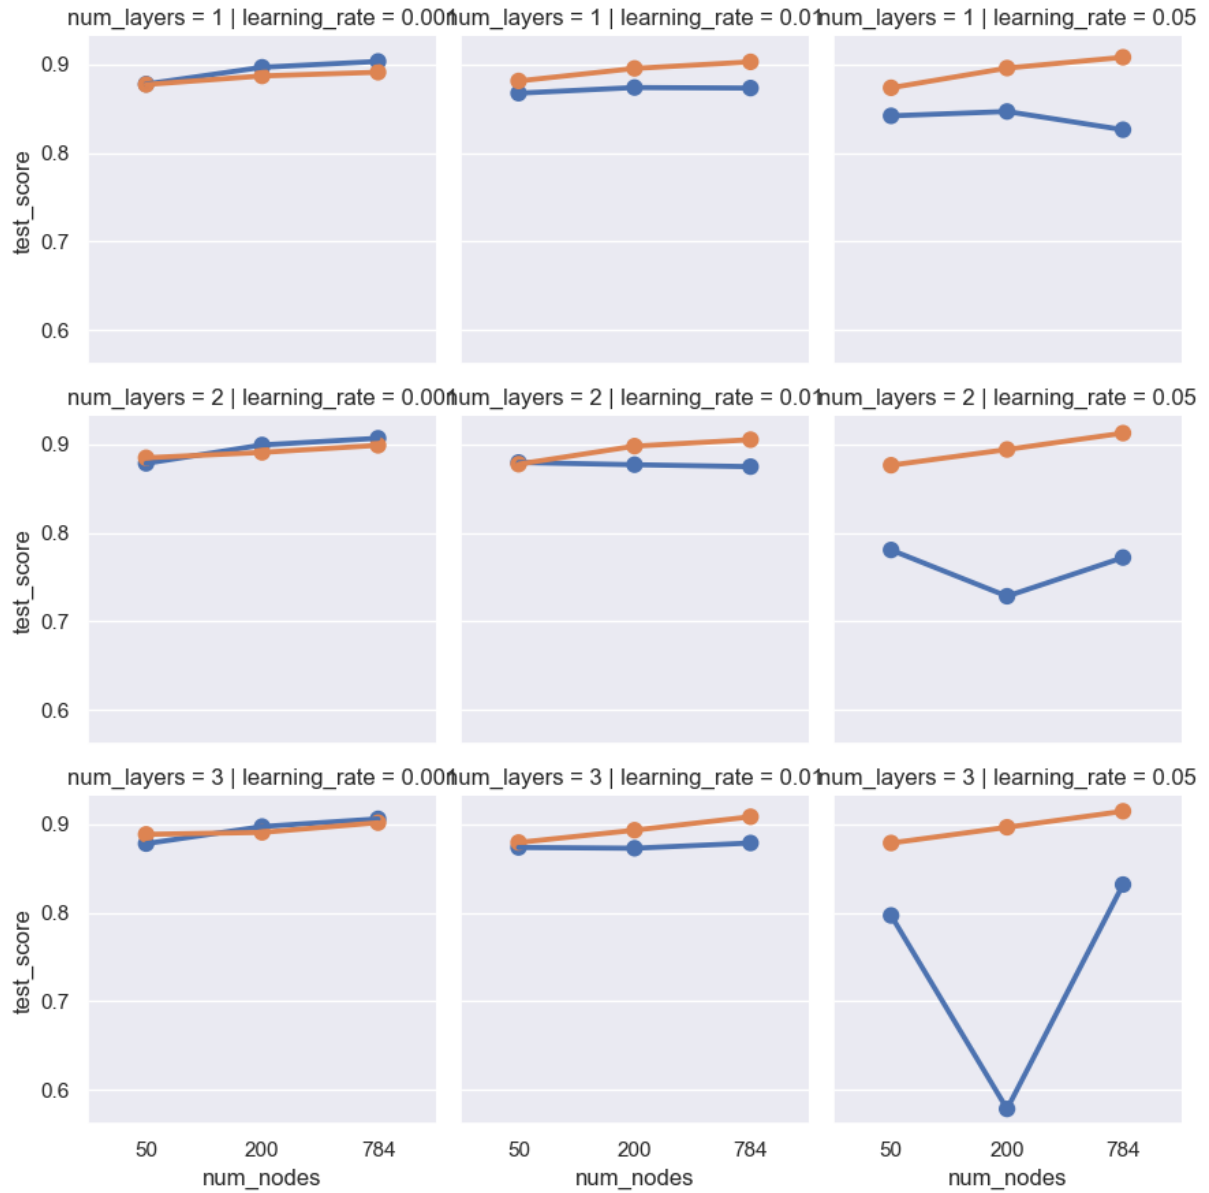 num_layers = 1 | learning_rate = 0.001
num_layers = 1 | learning_rate = 0.01
num_layers = 1 | learning_rate = 0.05
0.9
0.8
0.7
0.6
test_score
num_layers = 2 | learning_rate = 0.001
num_layers = 2 | learning_rate = 0.01
num_layers = 2 | learning_rate = 0.05
0.9
0.8
0.7
0.6
test_score
num_layers = 3 | learning_rate = 0.001
num_layers = 3 | learning_rate = 0.01
num_layers = 3 | learning_rate = 0.05
0.9
0.8
0.7
0.6
test_score
50 200 784
50 200 784
50 200 784
num_nodes
num_nodes
num_nodes